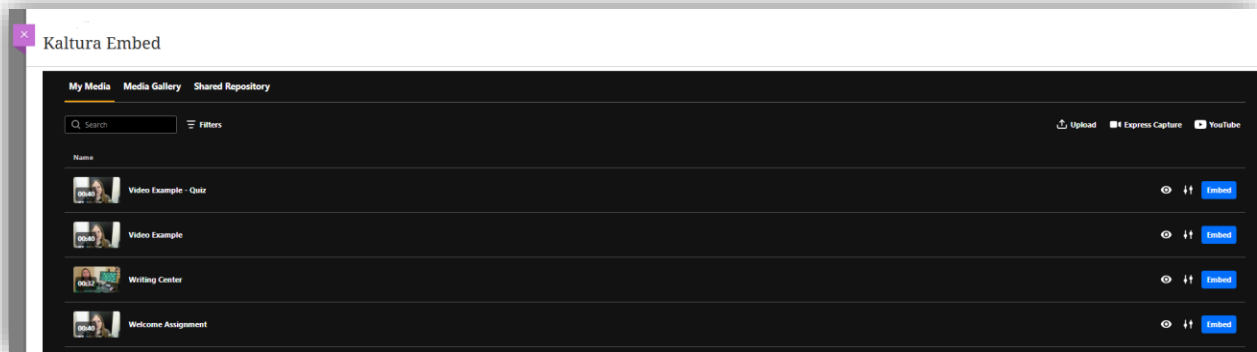 ×
Kaltura Embed
My Media Media Gallery Shared Repository
Search Filters Upload Express Capture YouTube
Name
00:40 Video Example - Quiz Embed
00:40 Video Example Embed
00:32 Writing Center Embed
00:40 Welcome Assignment Embed